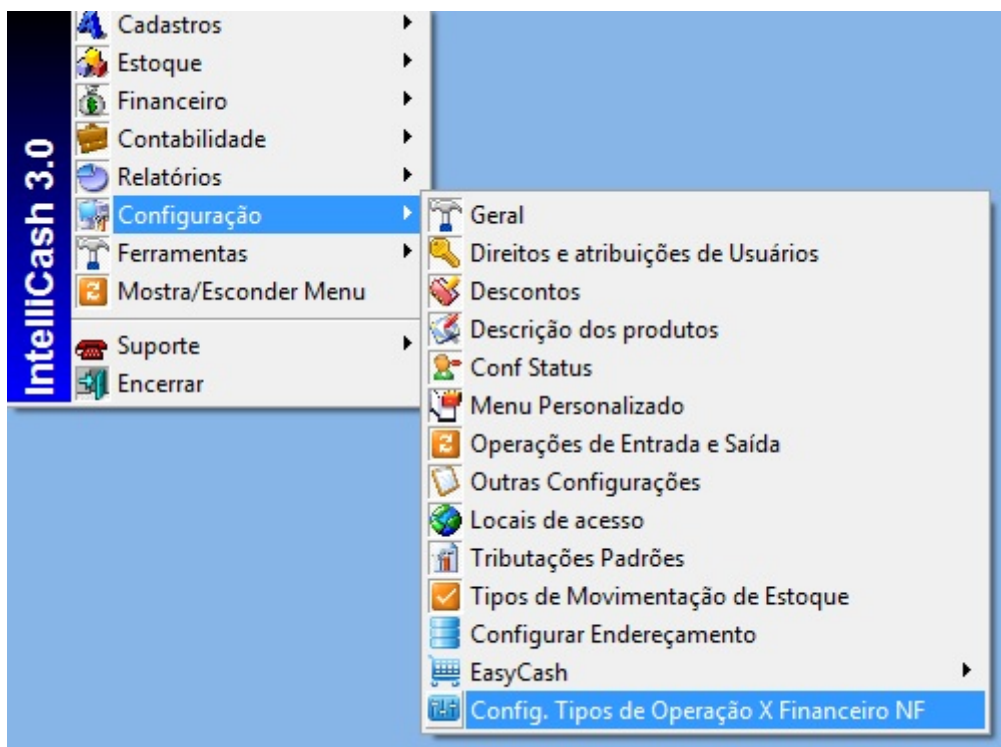 IntelliCash 3.0
Cadastros
Estoque
Financeiro
Contabilidade
Relatórios
Configuração
Ferramentas
Mostra/Esconder Menu
Suporte
Encerrar
Geral
Direitos e atribuições de Usuários
Descontos
Descrição dos produtos
Conf Status
Menu Personalizado
Operações de Entrada e Saída
Outras Configurações
Locais de acesso
Tributações Padrões
Tipos de Movimentação de Estoque
Configurar Endereçamento
EasyCash
Config. Tipos de Operação X Financeiro NF